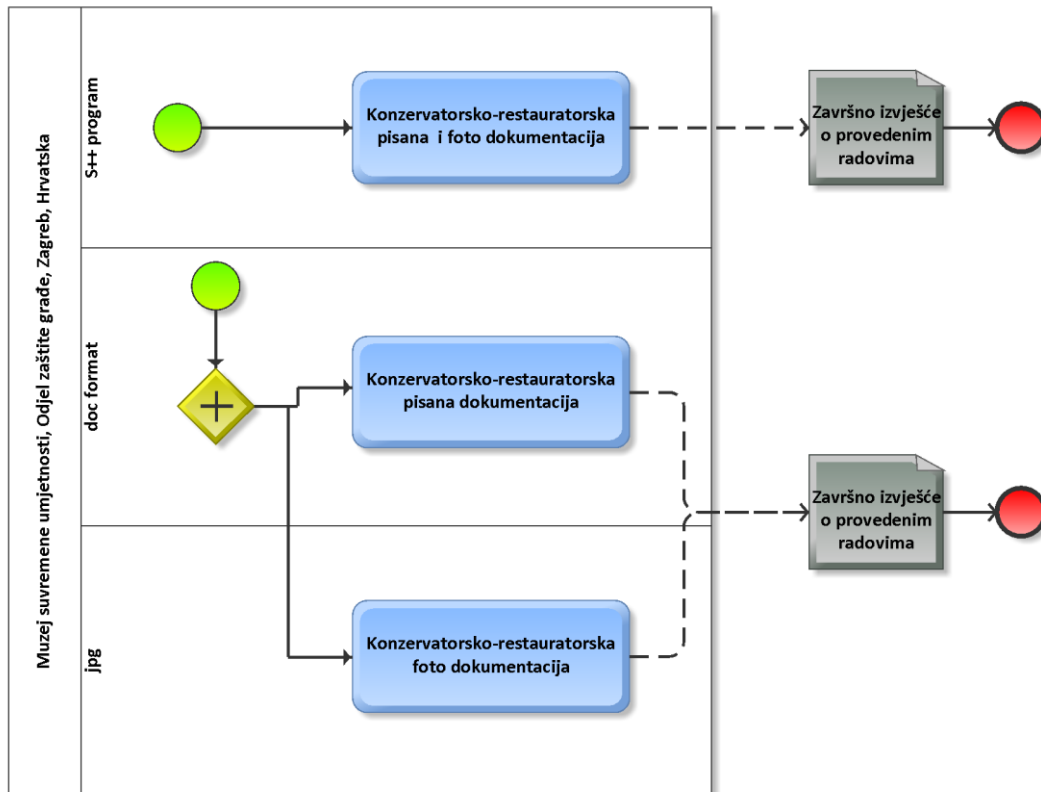 Muzej suvremene umjetnosti, Odjel zaštite građe, Zagreb, Hrvatska
S++ program
Konzervatorsko-restauratorska
pisana i foto dokumentacija
Završno izvješće
o provedenim
radovima
doc format
Konzervatorsko-restauratorska
pisana dokumentacija
Završno izvješće
o provedenim
radovima
jpg
Konzervatorsko-restauratorska
foto dokumentacija